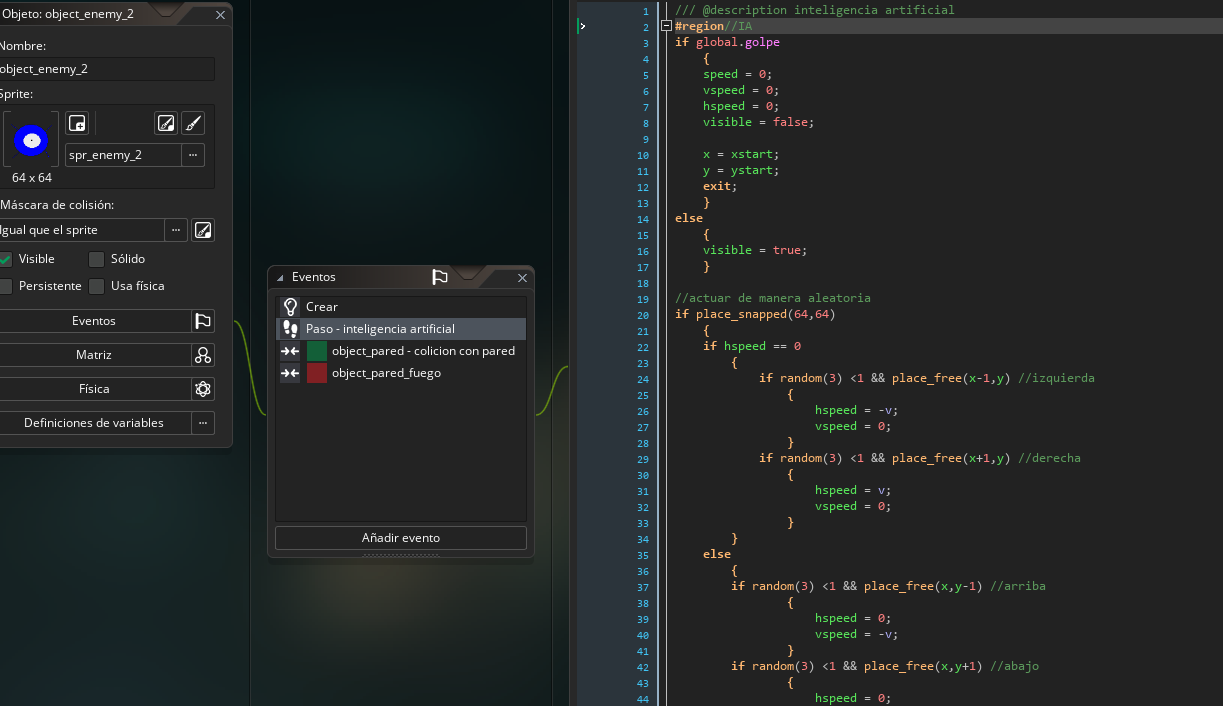 Objeto: object_enemy_2
Nombre:
object_enemy_2
Sprite:
spr_enemy_2
...
64 x 64
Máscara de colisión:
Igual que el sprite
...
Visible
Sólido
Persistente
Usa física
Eventos
Matriz
Física
Definiciones de variables
...
Eventos
Crear
Paso - inteligencia artificial
object_pared - colicion con pared
object_pared_fuego
Añadir evento
1 /// @description inteligencia artificial
2 #region//IA
3 if global.golpe
4 {
5 speed = 0;
6 vspeed = 0;
7 hspeed = 0;
8 visible = false;
9
10 x = xstart;
11 y = ystart;
12 exit;
13 }
14 else
15 {
16 visible = true;
17 }
18
19 //actuar de manera aleatoria
20 if place_snapped(64,64)
21 {
22 if hspeed == 0
23 {
24 if random(3) <1 && place_free(x-1,y) //izquierda
25 {
26 hspeed = -v;
27 vspeed = 0;
28 }
29 if random(3) <1 && place_free(x+1,y) //derecha
30 {
31 hspeed = v;
32 vspeed = 0;
33 }
34 }
35 else
36 {
37 if random(3) <1 && place_free(x,y-1) //arriba
38 {
39 hspeed = 0;
40 vspeed = -v;
41 }
42 if random(3) <1 && place_free(x,y+1) //abajo
43 {
44 hspeed = 0;